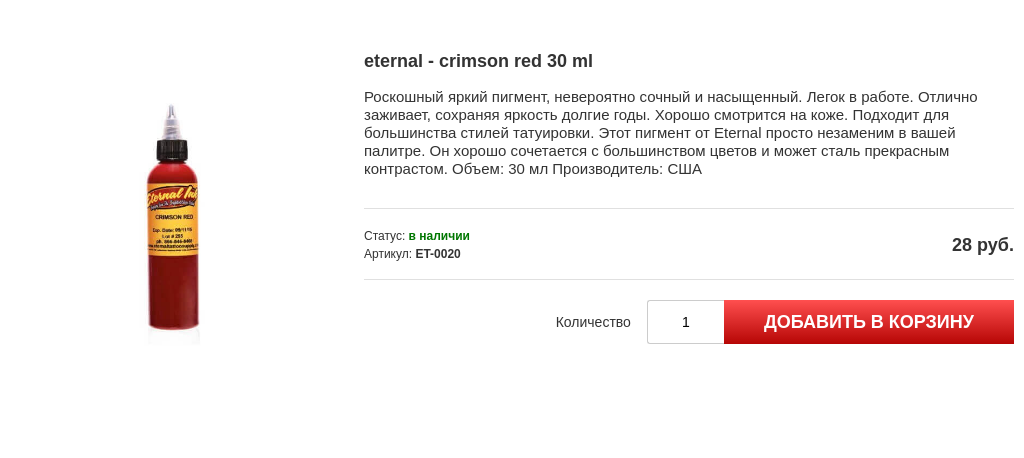 eternal - crimson red 30 ml
Роскошный яркий пигмент, невероятно сочный и насыщенный. Легок в работе. Отлично
заживает, сохраняя яркость долгие годы. Хорошо смотрится на коже. Подходит для
большинства стилей татуировки. Этот пигмент от Eternal просто незаменим в вашей
палитре. Он хорошо сочетается с большинством цветов и может сталь прекрасным
контрастом. Объем: 30 мл Производитель: США
Eternal Ink
CRIMSON RED
Статус: в наличии
Артикул: ET-0020
28 руб.
Количество 1 ДОБАВИТЬ В КОРЗИНУ